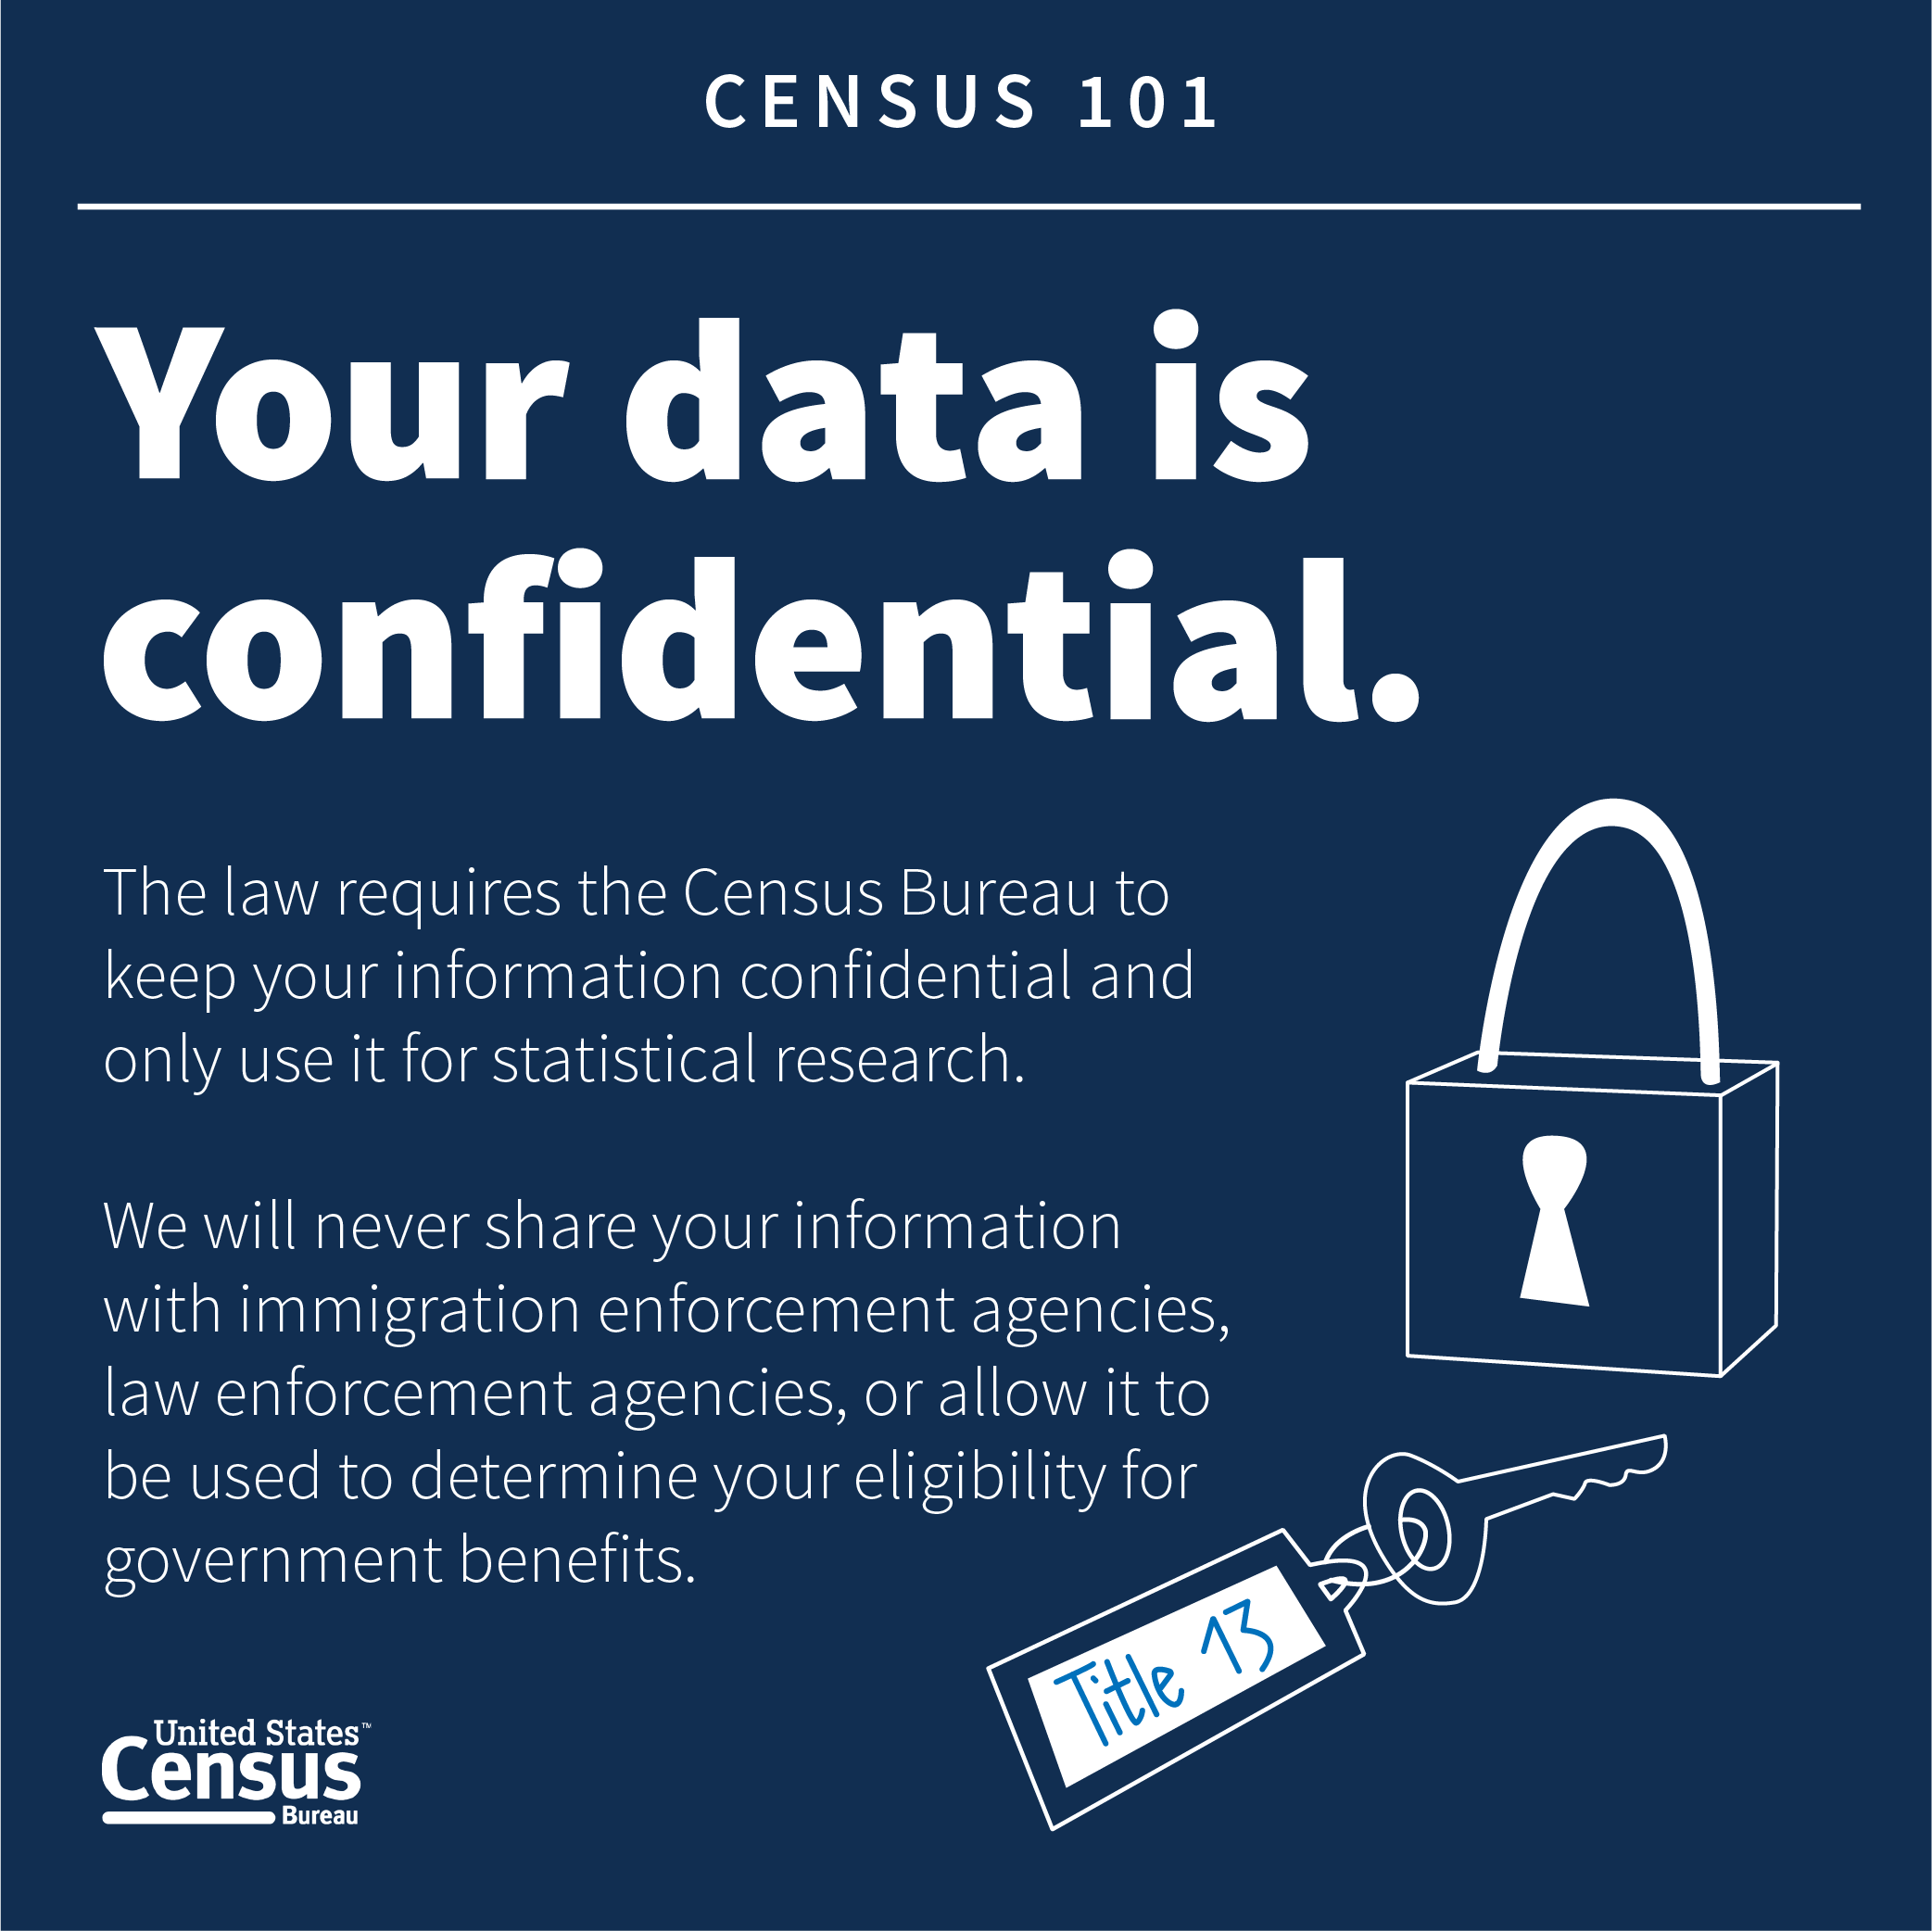 CENSUS 101
Your data is
confidential.
The law requires the Census Bureau to
keep your information confidential and
only use it for statistical research.
We will never share your information
with immigration enforcement agencies,
law enforcement agencies, or allow it to
be used to determine your eligibility for
government benefits.
Title 13
United States™
Census
Bureau